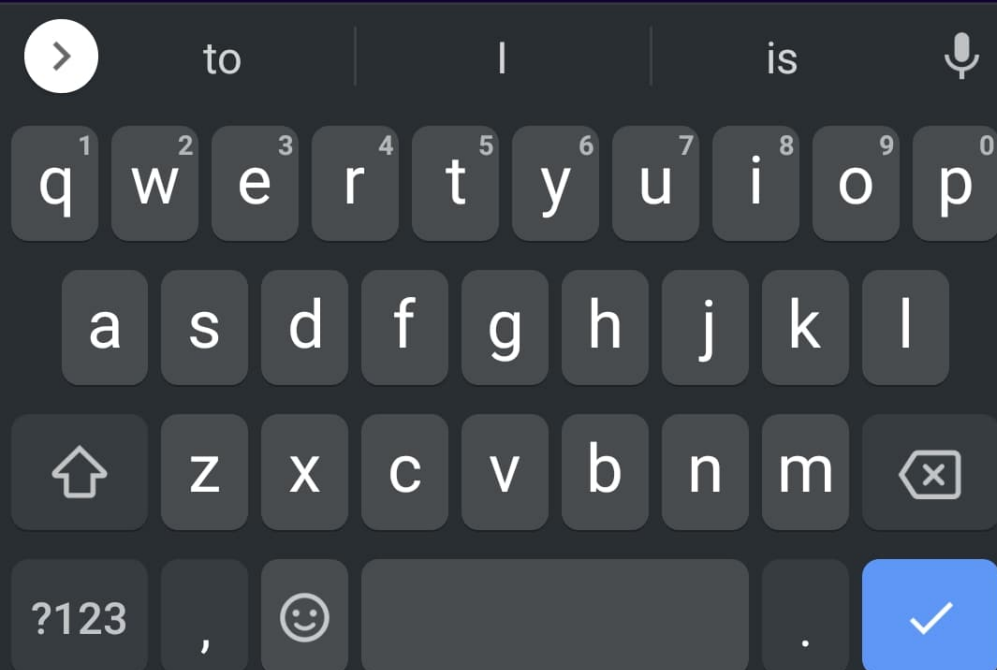 to I is
1 2 3 4 5 6 7 8 9 0
q w e r t y u i o p
a s d f g h j k l
z x c v b n m
?123 , .